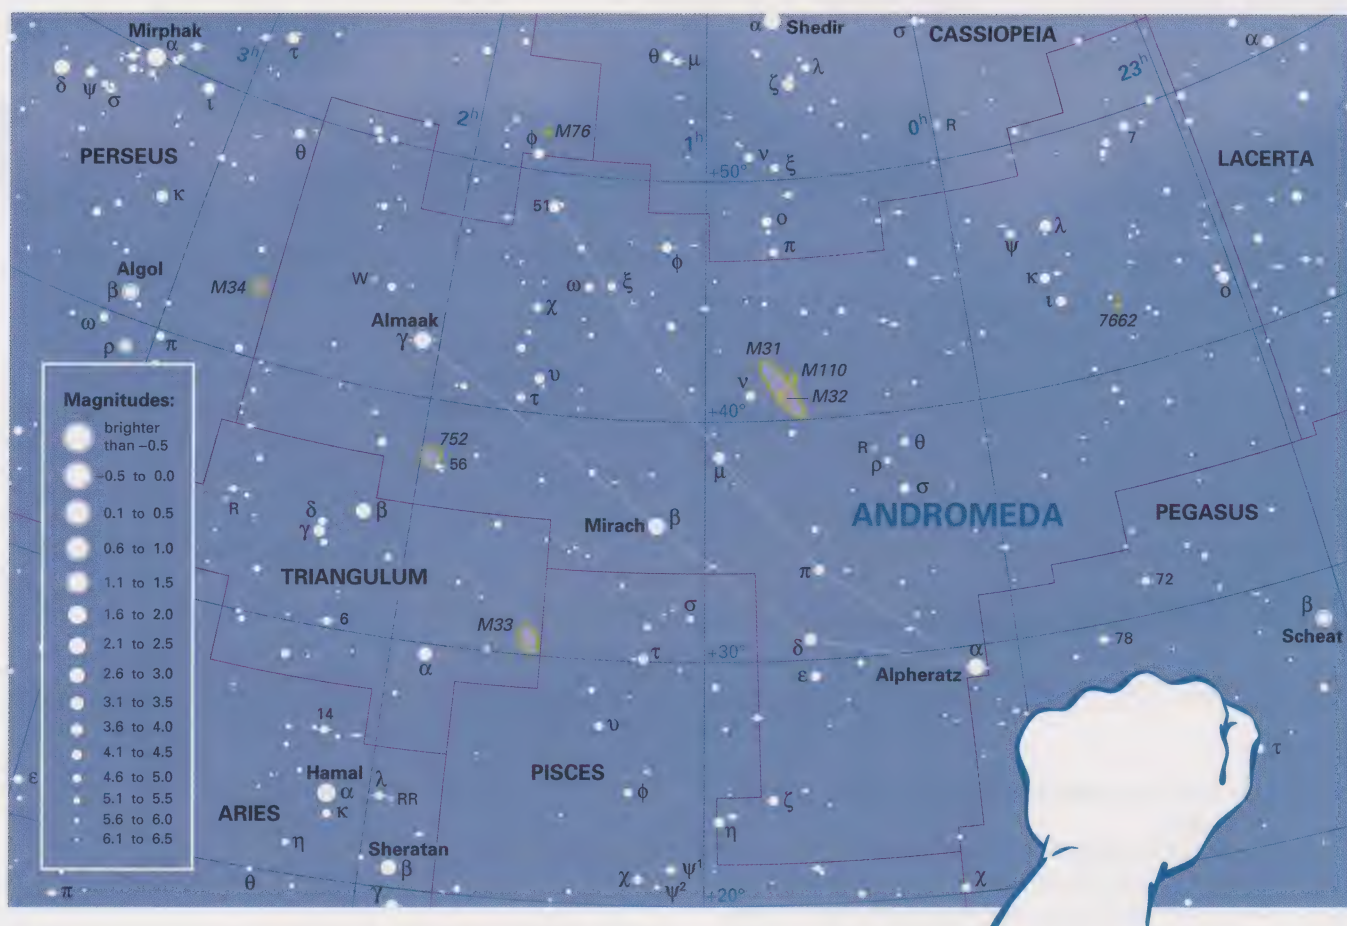 Mirphak
α
τ
3h
δ
ψ
σ
ι
PERSEUS
θ
κ
2h
φ
M76
θ
μ
1h
α
Shedir
σ
CASSIOPEIA
λ
ζ
23h
α
0h
R
7
LACERTA
ν
ξ
+50°
51
ο
π
φ
ψ
λ
κ
ι
7662
ο
Algol
β
M34
W
ω
ξ
χ
ω
ρ
π
Almaak
γ
M31
M110
M32
ν
υ
τ
+40°
752
56
R
θ
ρ
σ
μ
ANDROMEDA
PEGASUS
R
δ
γ
β
Mirach
β
TRIANGULUM
π
72
6
M33
σ
β
Scheat
α
τ
+30°
δ
ε
Alpheratz
α
78
14
υ
τ
Hamal
α
κ
λ
RR
PISCES
φ
ζ
η
ARIES
η
Sheratan
β
γ
θ
χ
ψ1
ψ2
+20°
χ
ε
π
Magnitudes:
brighter
than –0.5
–0.5 to 0.0
0.1 to 0.5
0.6 to 1.0
1.1 to 1.5
1.6 to 2.0
2.1 to 2.5
2.6 to 3.0
3.1 to 3.5
3.6 to 4.0
4.1 to 4.5
4.6 to 5.0
5.1 to 5.5
5.6 to 6.0
6.1 to 6.5